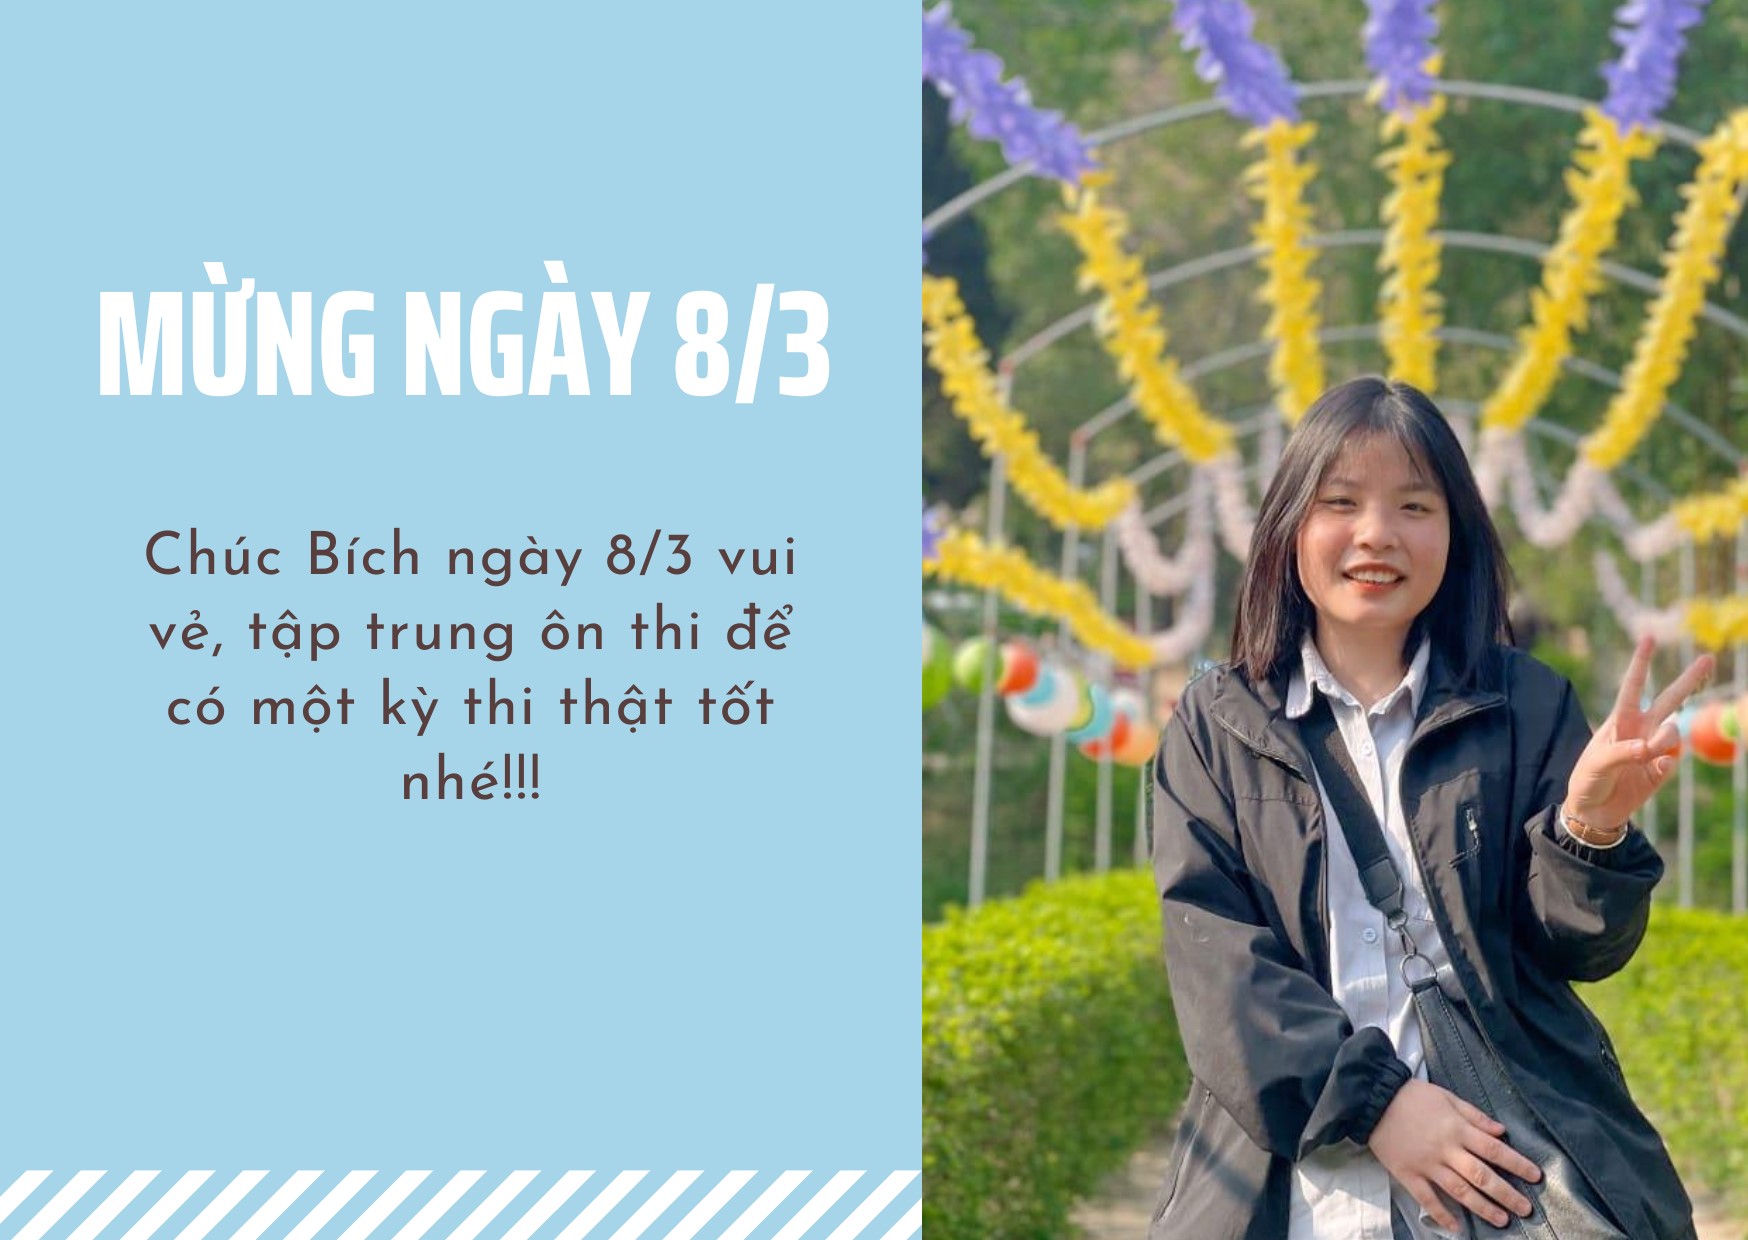 MỪNG NGÀY 8/3
Chúc Bích ngày 8/3 vui
vẻ, tập trung ôn thi để
có một kỳ thi thật tốt
nhé!!!